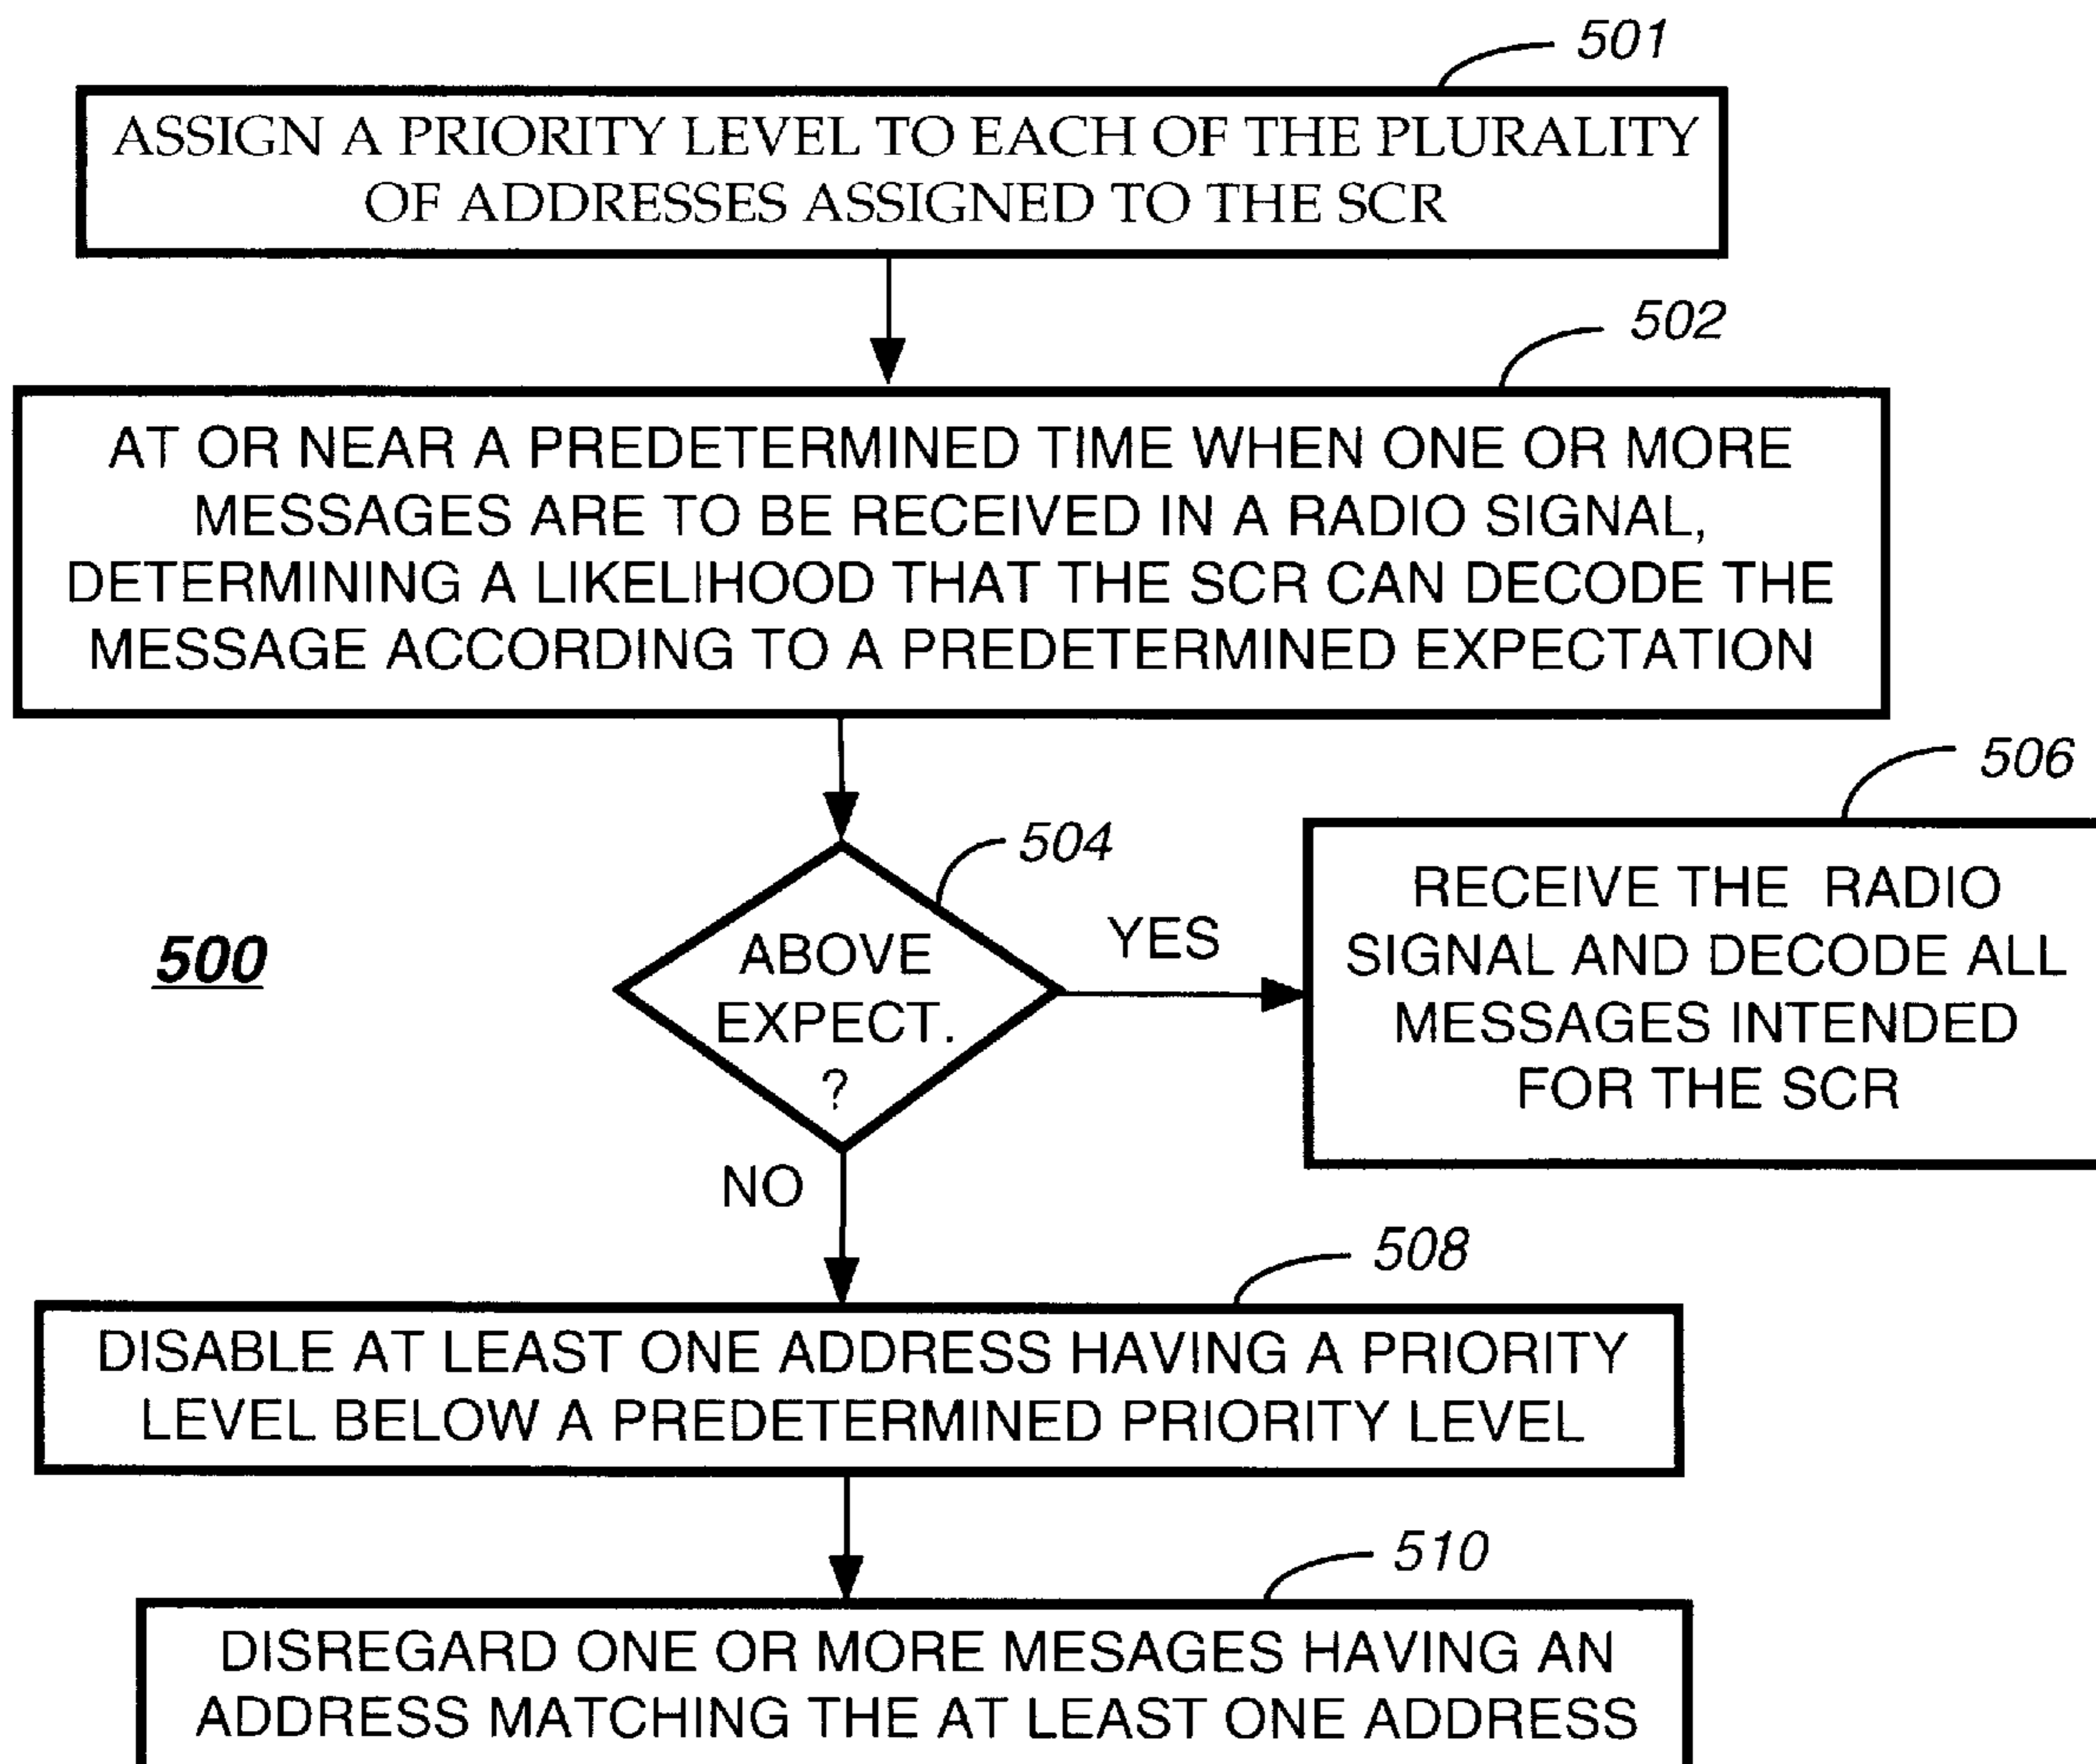 501
ASSIGN A PRIORITY LEVEL TO EACH OF THE PLURALITY
OF ADDRESSES ASSIGNED TO THE SCR
502
AT OR NEAR A PREDETERMINED TIME WHEN ONE OR MORE
MESSAGES ARE TO BE RECEIVED IN A RADIO SIGNAL,
DETERMINING A LIKELIHOOD THAT THE SCR CAN DECODE THE
MESSAGE ACCORDING TO A PREDETERMINED EXPECTATION
506
504
RECEIVE THE RADIO
SIGNAL AND DECODE ALL
MESSAGES INTENDED
FOR THE SCR
YES
500
ABOVE
EXPECT.
?
NO
508
DISABLE AT LEAST ONE ADDRESS HAVING A PRIORITY
LEVEL BELOW A PREDETERMINED PRIORITY LEVEL
510
DISREGARD ONE OR MORE MESAGES HAVING AN
ADDRESS MATCHING THE AT LEAST ONE ADDRESS